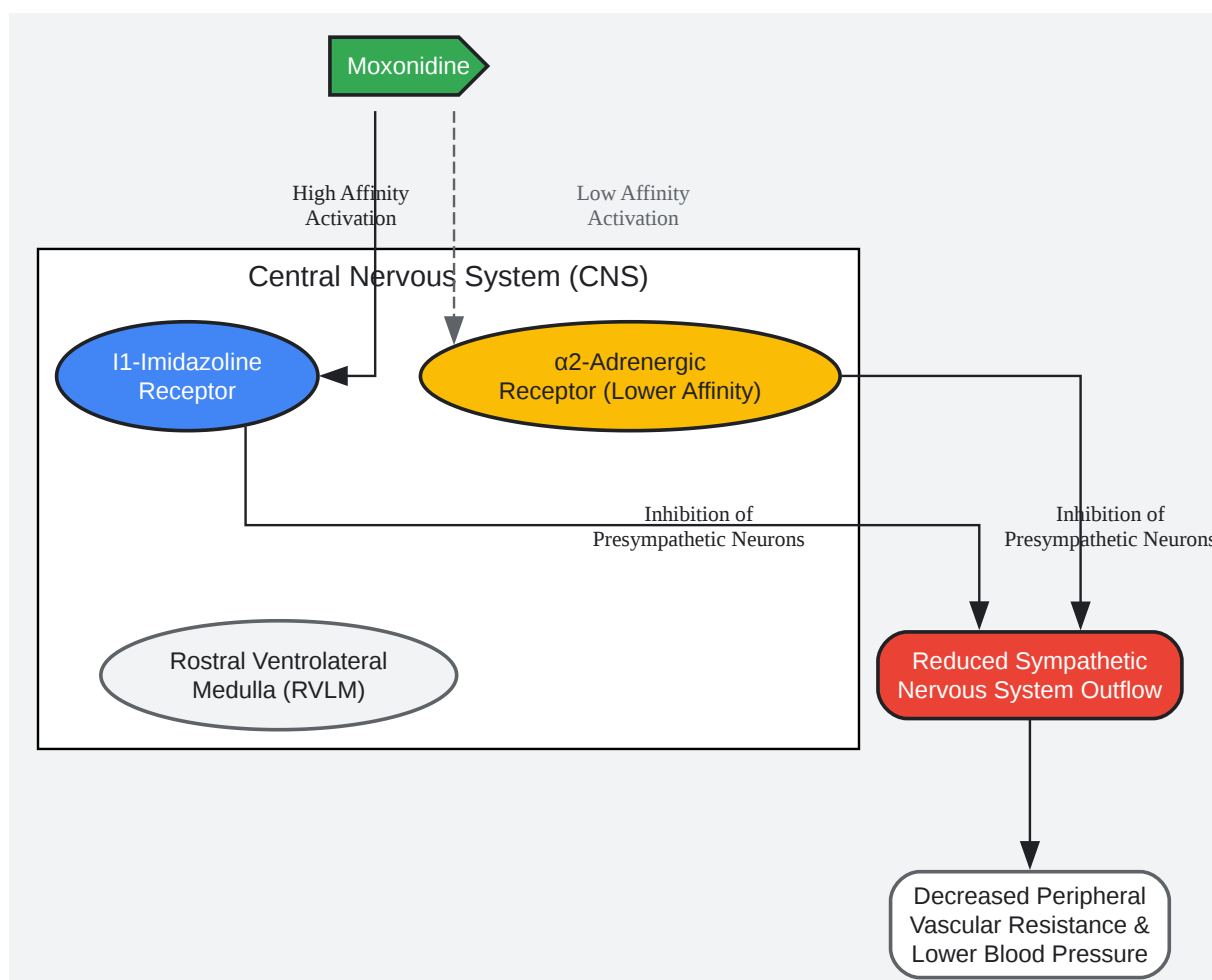 Moxonidine
High Affinity
Activation
Low Affinity
Activation
Central Nervous System (CNS)
I1-Imidazoline
Receptor
α2-Adrenergic
Receptor (Lower Affinity)
Inhibition of
Presympathetic Neurons
Inhibition of
Presympathetic Neurons
Rostral Ventrolateral
Medulla (RVLM)
Reduced Sympathetic
Nervous System Outflow
Decreased Peripheral
Vascular Resistance &
Lower Blood Pressure